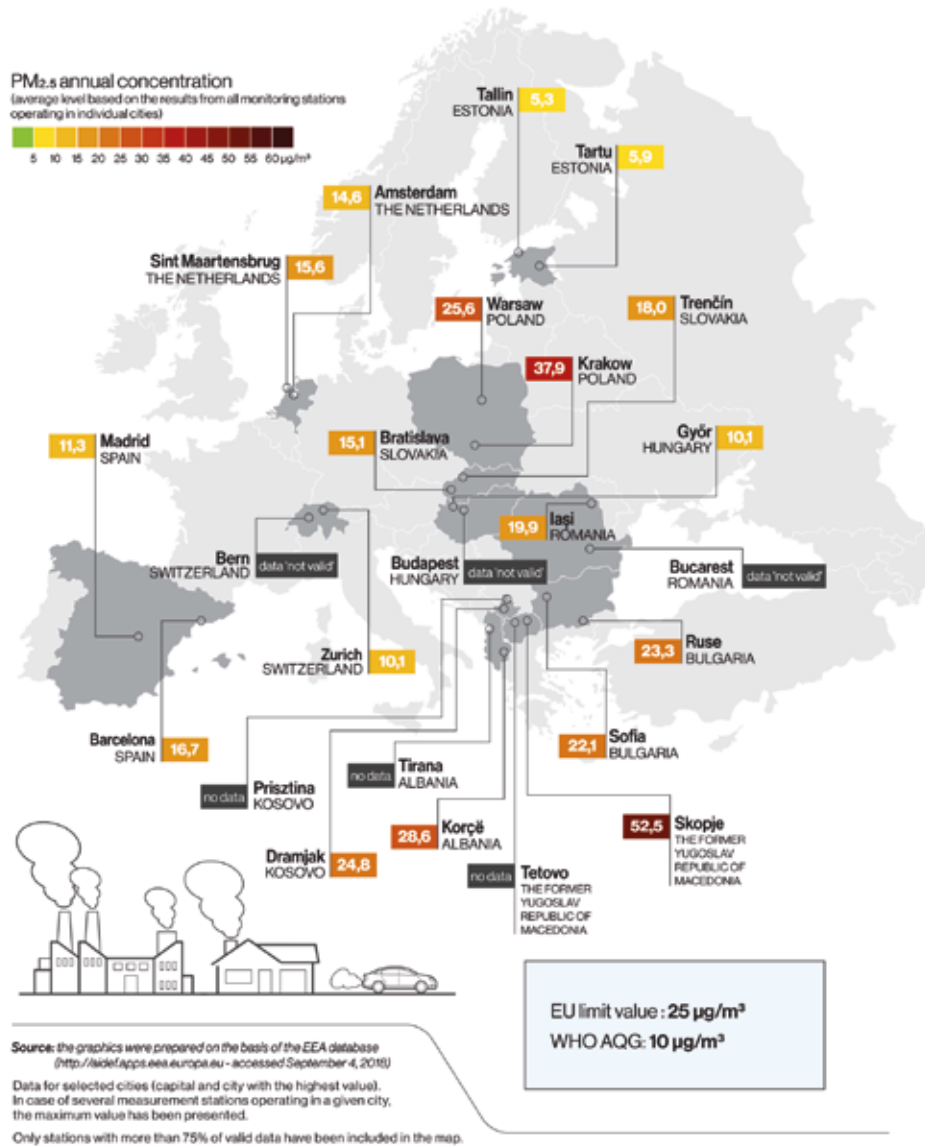 PM2.5 annual concentration
(average level based on the results from all monitoring stations
operating in individual cities)
5 10 15 20 25 30 35 40 45 50 55 60 µg/m³
Tallin
ESTONIA
5,3
Tartu
ESTONIA
5,9
14,6
Amsterdam
THE NETHERLANDS
Sint Maartensbrug
THE NETHERLANDS
15,6
25,6
Warsaw
POLAND
18,0
Trenčín
SLOVAKIA
37,9
Krakow
POLAND
11,3
Madrid
SPAIN
15,1
Bratislava
SLOVAKIA
Győr
HUNGARY
10,1
19,9
Iași
ROMANIA
Bern
SWITZERLAND
data 'not valid'
Budapest
HUNGARY
data 'not valid'
Bucarest
ROMANIA
data 'not valid'
Zurich
SWITZERLAND
10,1
23,3
Ruse
BULGARIA
Barcelona
SPAIN
16,7
22,1
Sofia
BULGARIA
no data
Prisztina
KOSOVO
no data
Tirana
ALBANIA
28,6
Korçë
ALBANIA
52,5
Skopje
THE FORMER
YUGOSLAV
REPUBLIC OF
MACEDONIA
Dramjak
KOSOVO
24,8
no data
Tetovo
THE FORMER
YUGOSLAV
REPUBLIC OF
MACEDONIA
EU limit value : 25 µg/m³
WHO AQG: 10 µg/m³
Source: the graphics were prepared on the basis of the EEA database
(http://aidef.apps.eea.europa.eu - accessed September 4, 2018)
Data for selected cities (capital and city with the highest value).
In case of several measurement stations operating in a given city,
the maximum value has been presented.
Only stations with more than 75% of valid data have been included in the map.